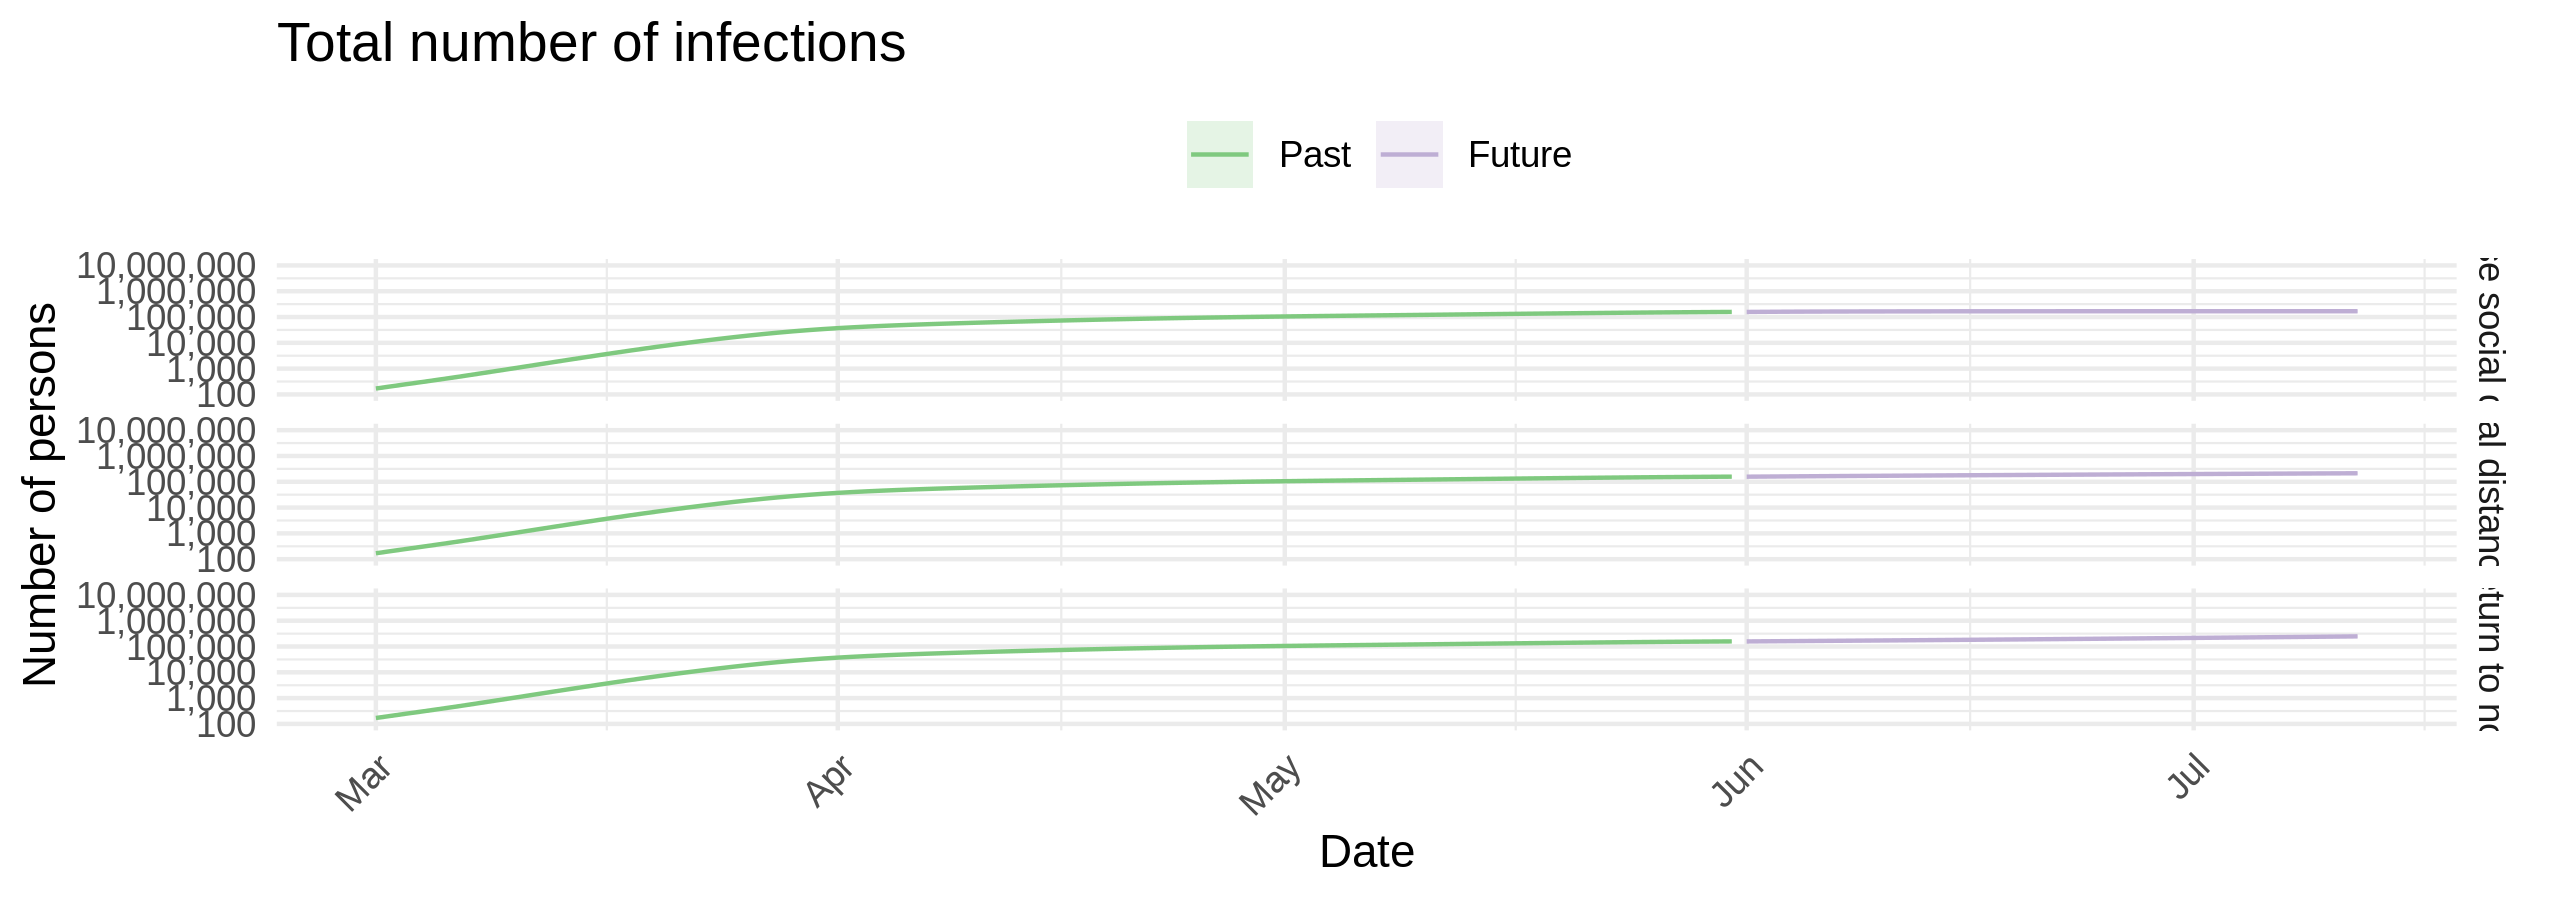 Total number of infections
Past
Future
Number of persons
10,000,000
1,000,000
100,000
10,000
1,000
100
social
10,000,000
1,000,000
100,000
10,000
1,000
100
al distanc
10,000,000
1,000,000
100,000
10,000
1,000
100
turn to no
Mar
Apr
May
Jun
Jul
Date